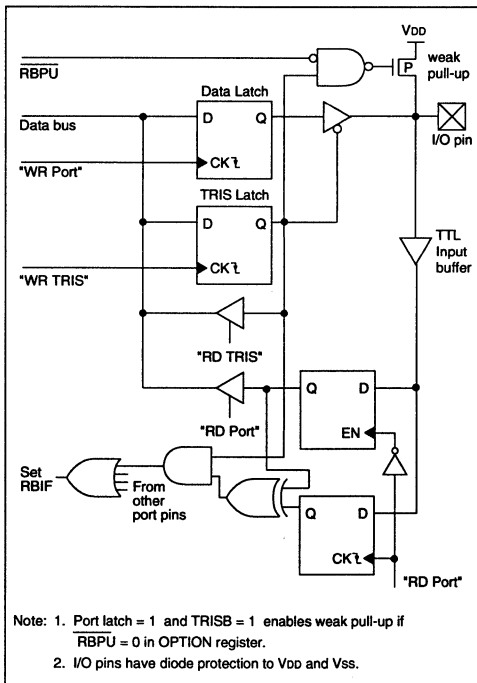 VDD
weak
pull-up
P
RBPU
Data Latch
Data bus
D Q
I/O pin
"WR Port"
CK
TRIS Latch
D Q
TTL
Input
buffer
CK
"WR TRIS"
"RD TRIS"
Q D
"RD Port"
EN
Set
RBIF
From
other
port pins
Q D
CK
"RD Port"
Note: 1. Port latch = 1 and TRISB = 1 enables weak pull-up if
RBPU = 0 in OPTION register.
2. I/O pins have diode protection to VDD and VSS.